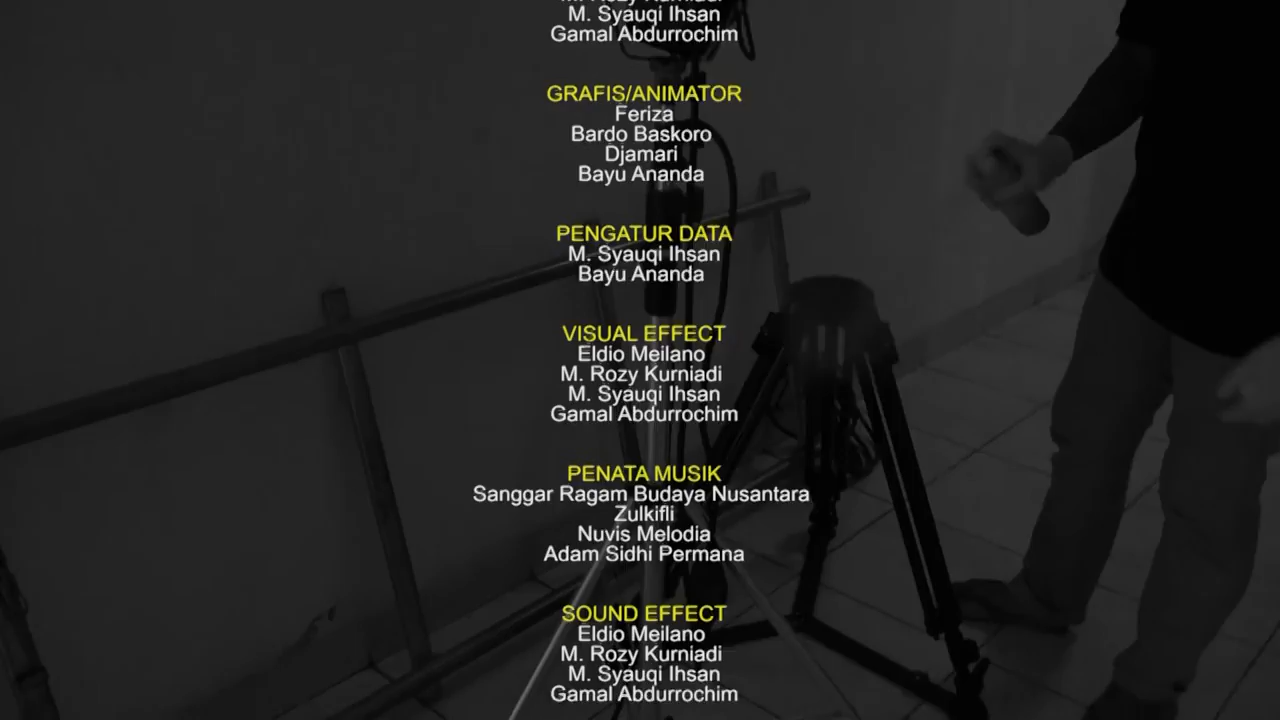 M. Syauqi Ihsan
Gamal Abdurrochim
GRAFIS/ANIMATOR
Feriza
Bardo Baskoro
Djamari
Bayu Ananda
PENGATUR DATA
M. Syauqi Ihsan
Bayu Ananda
VISUAL EFFECT
Eldio Meilano
M. Rozy Kurniadi
M. Syauqi Ihsan
Gamal Abdurrochim
PENATA MUSIK
Sanggar Ragam Budaya Nusantara
Zulkifli
Nuvis Melodia
Adam Sidhi Permana
SOUND EFFECT
Eldio Meilano
M. Rozy Kurniadi
M. Syauqi Ihsan
Gamal Abdurrochim